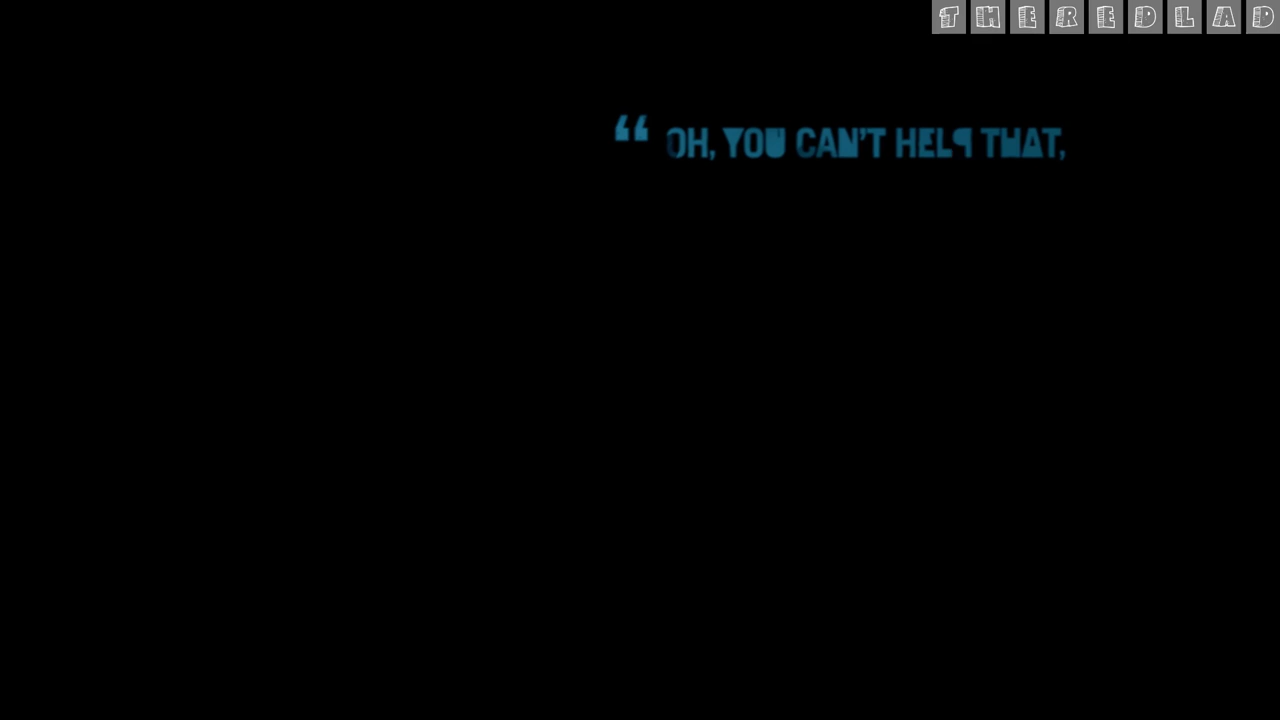 THEREDLAD
“ OH, YOU CAN’T HELP THAT,